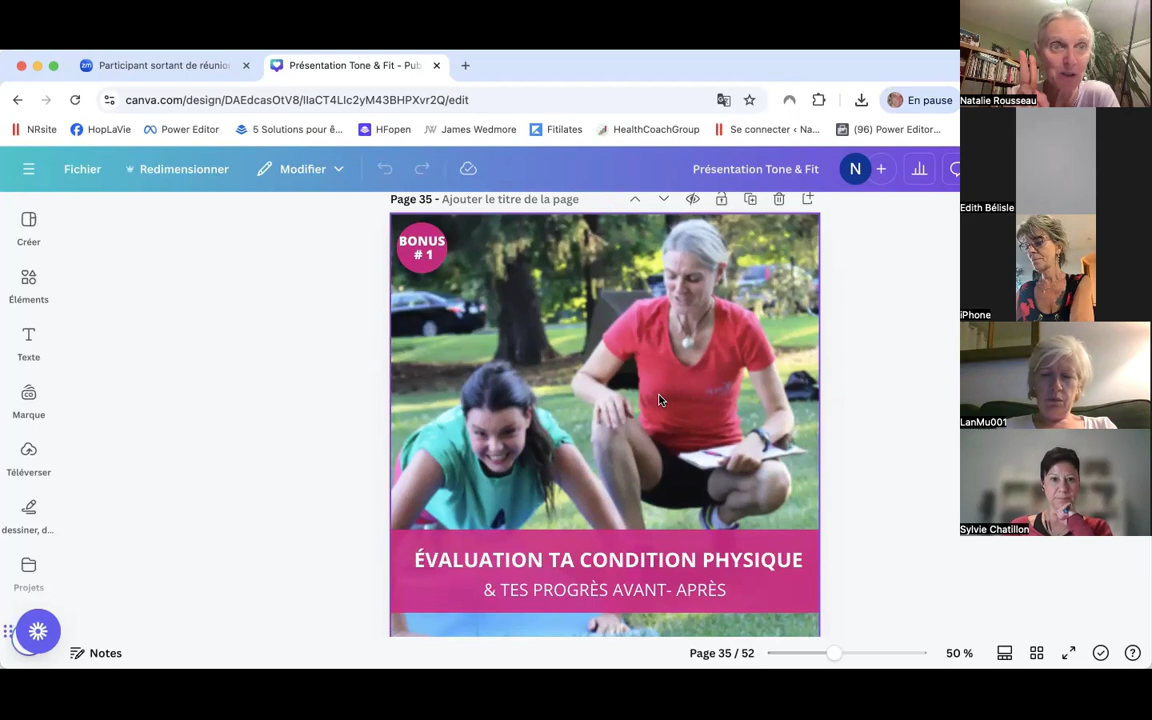 Participant sortant de réunio
Présentation Tone & Fit - Pub
canva.com/design/DAEdcasOtV8/IIaCT4LIc2yM43BHPXvr2Q/edit
En pause
NRsite
HopLaVie
Power Editor
5 Solutions pour ê...
HFopen
James Wedmore
Fitilates
HealthCoachGroup
Se connecter ‹ Na...
(96) Power Editor...
Fichier
Redimensionner
Modifier
Présentation Tone & Fit
N
Page 35 - Ajouter le titre de la page
Créer
Éléments
Texte
Marque
Téléverser
dessiner, d...
Projets
BONUS
# 1
ÉVALUATION TA CONDITION PHYSIQUE
& TES PROGRÈS AVANT- APRÈS
Notes
Page 35 / 52
50 %
Natalie Rousseau
Edith Bélisle
iPhone
LanMu001
Sylvie Chatillon